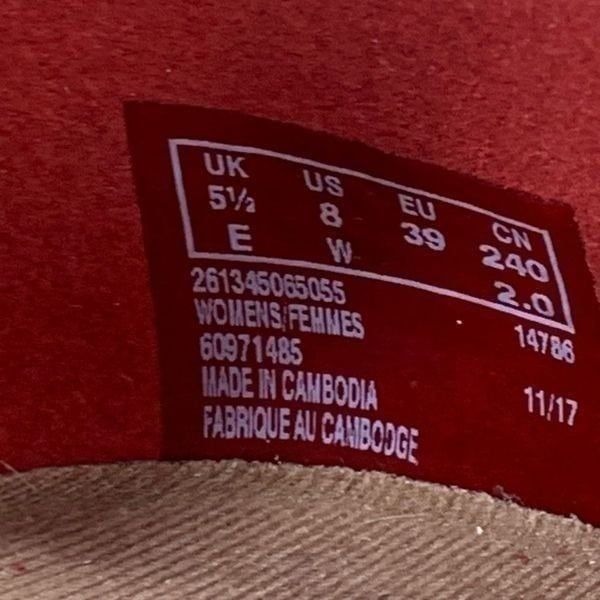 UK US EU CN
5½ 8 39 240
E W 2.0
261345065055
WOMENS/FEMMES 14786
60971485
MADE IN CAMBODIA 11/17
FABRIQUE AU CAMBODGE